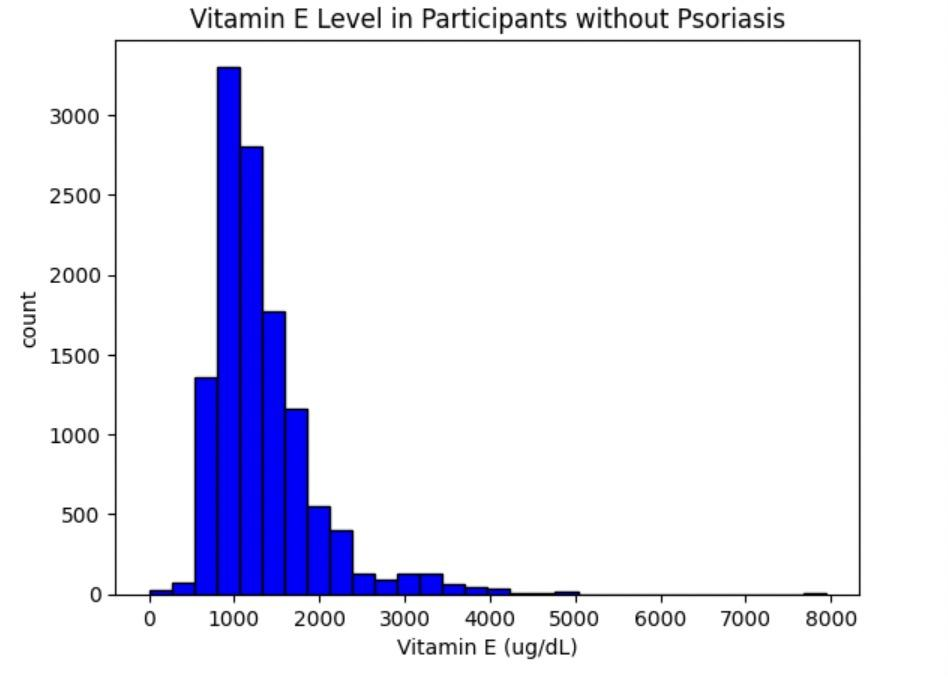 Vitamin E Level in Participants without Psoriasis
3000
2500
2000
1500
1000
500
0
count
0 1000 2000 3000 4000 5000 6000 7000 8000
Vitamin E (ug/dL)